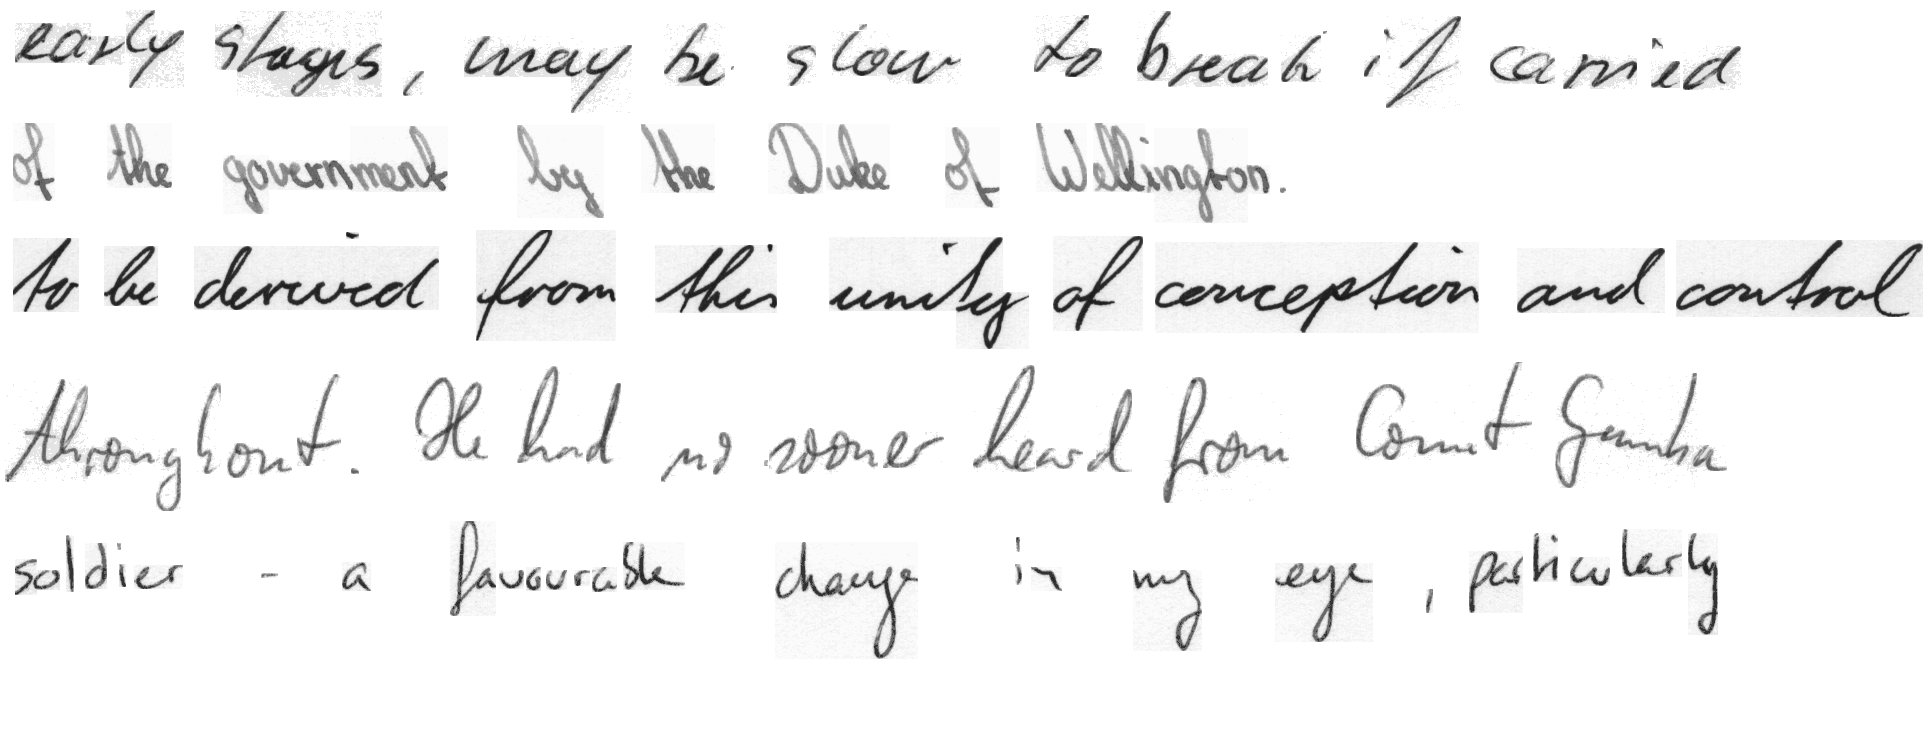 early stages, may be slow to break if carried
of the government by the Duke of Wellington.
to be derived from this unity of conception and control
throughout. He had no sooner heard from Count Gamba
soldier - a favourable change in my eye, particularly